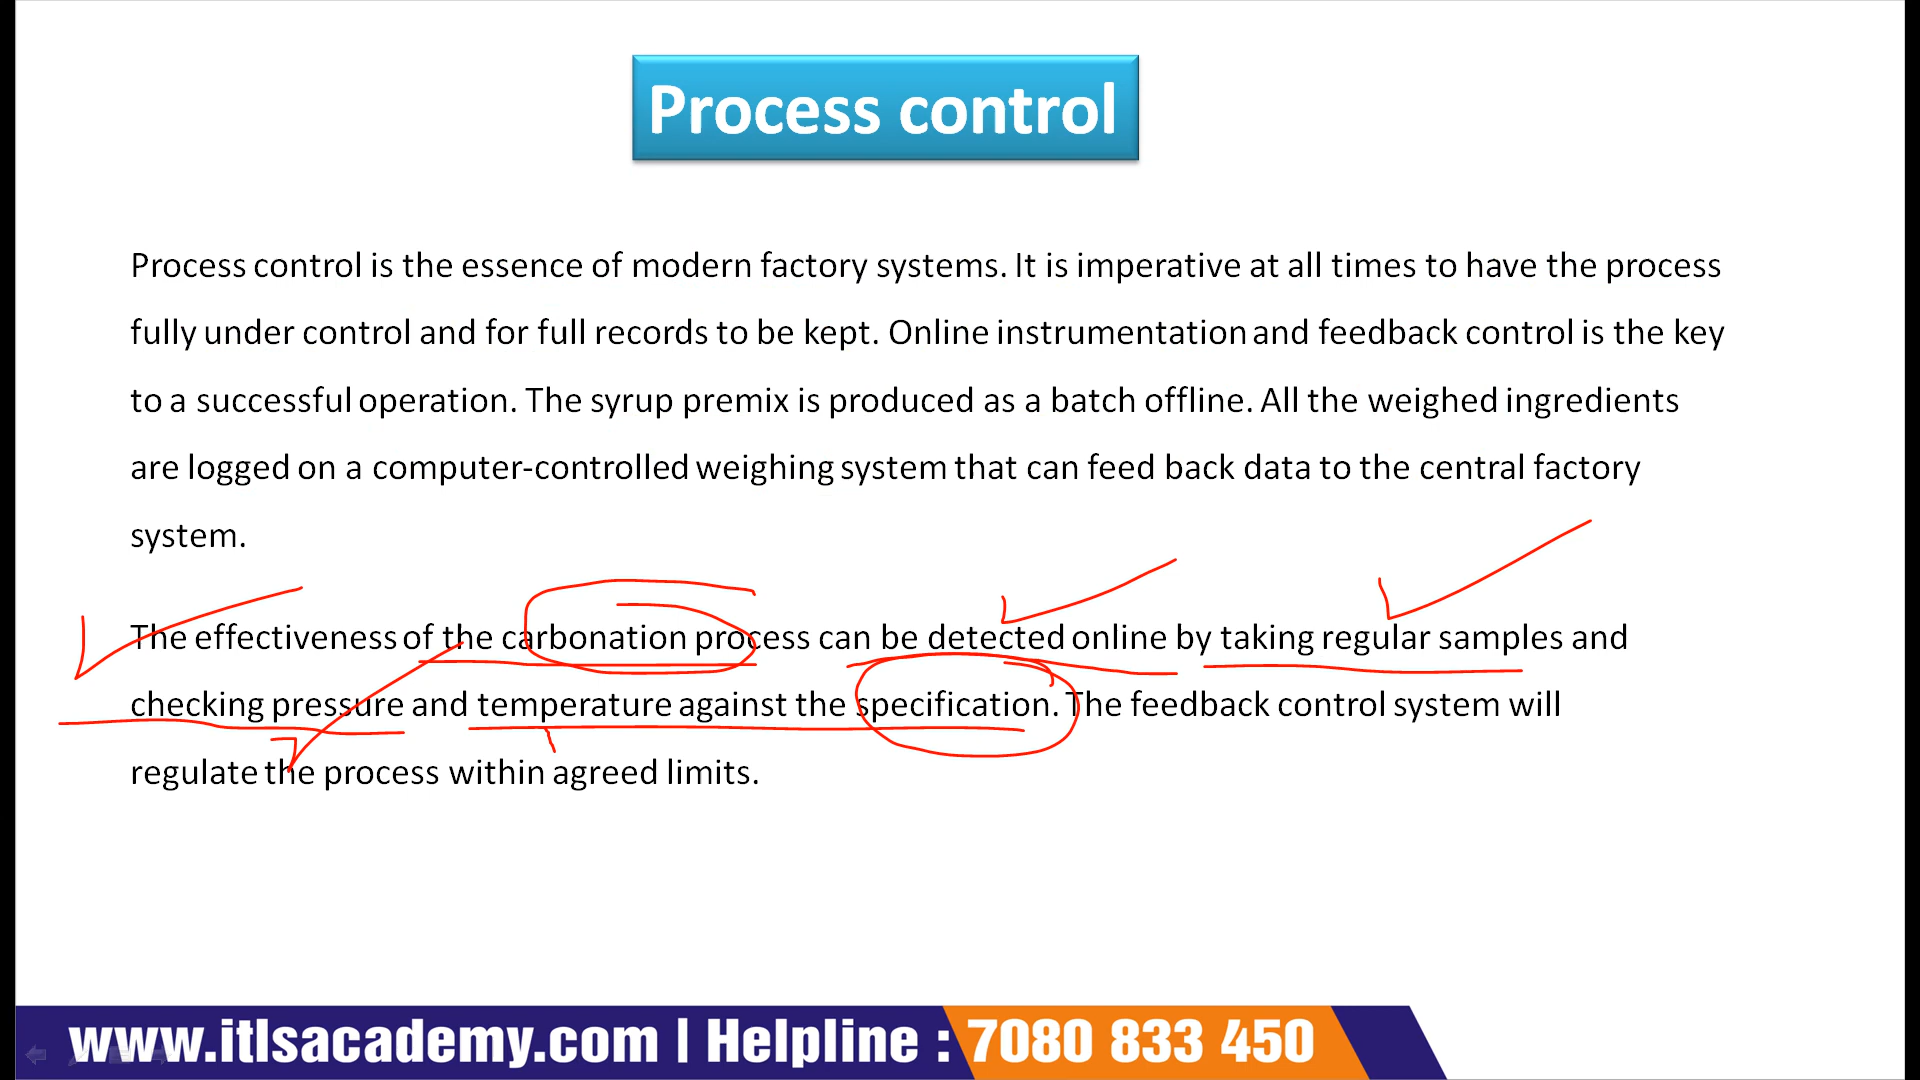 Process control
Process control is the essence of modern factory systems. It is imperative at all times to have the process
fully under control and for full records to be kept. Online instrumentation and feedback control is the key
to a successful operation. The syrup premix is produced as a batch offline. All the weighed ingredients
are logged on a computer-controlled weighing system that can feed back data to the central factory
system.
The effectiveness of the carbonation process can be detected online by taking regular samples and
checking pressure and temperature against the specification. The feedback control system will
regulate the process within agreed limits.
www.itlsacademy.com | Helpline : 7080 833 450